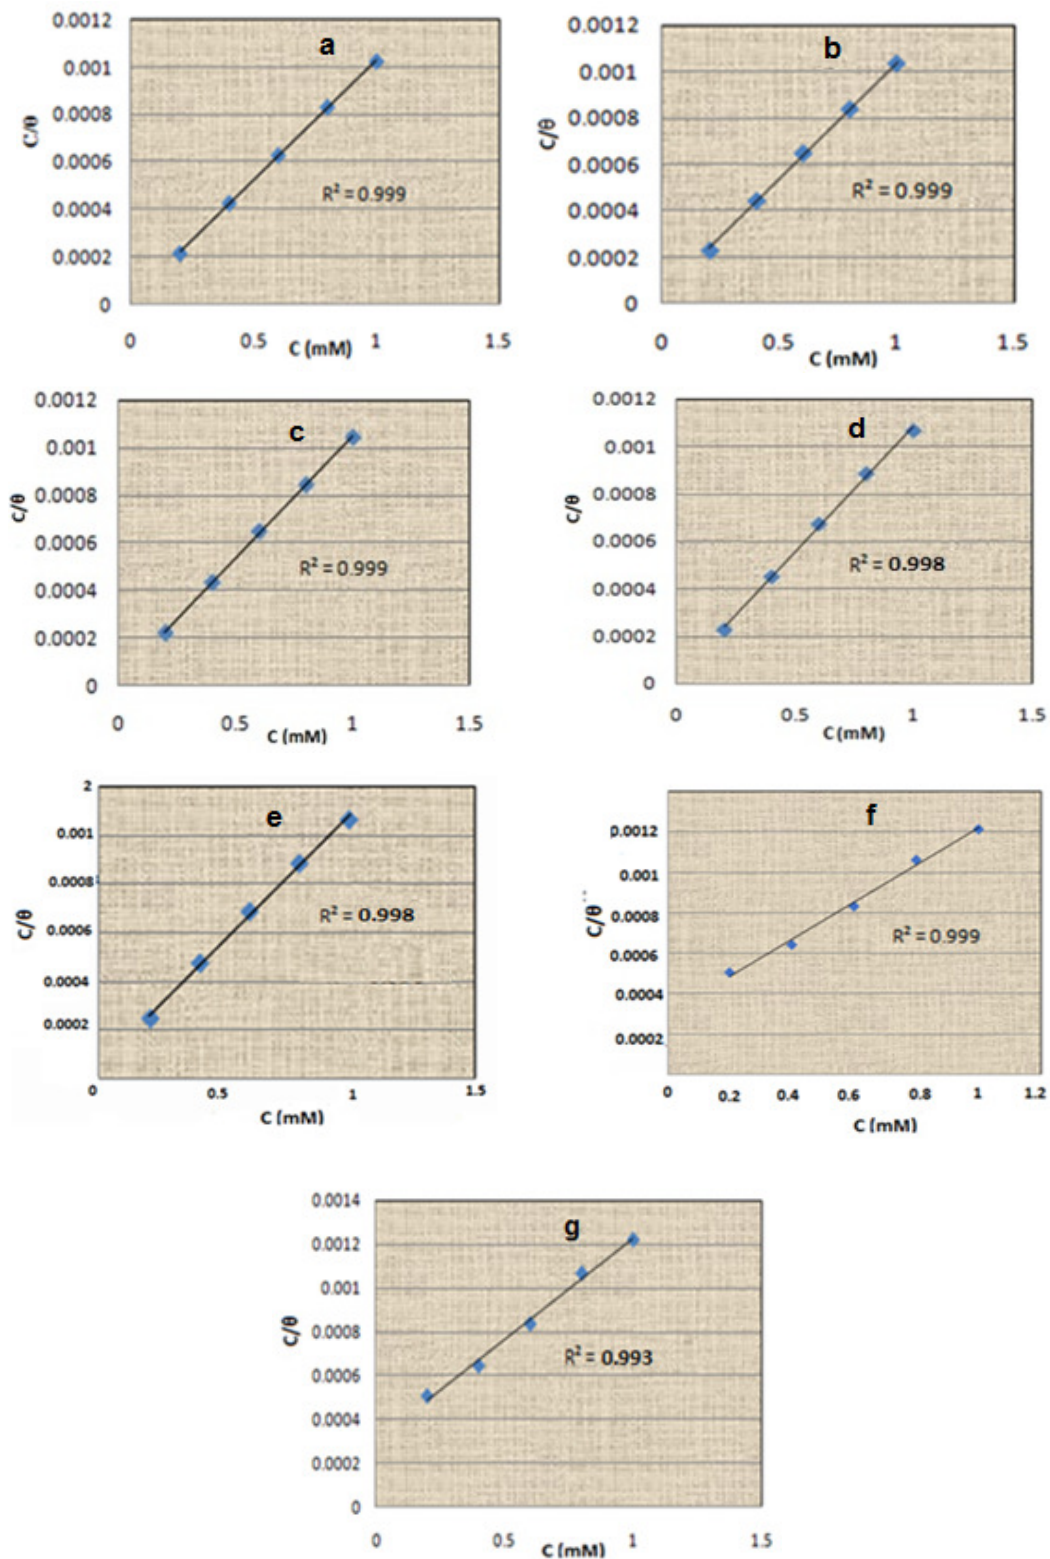 a
0.0012
0.001
0.0008
0.0006
0.0004
0.0002
0
C/θ
R² = 0.999
0 0.5 1 1.5
C (mM)
b
0.0012
0.001
0.0008
0.0006
0.0004
0.0002
0
C/θ
R² = 0.999
0 0.5 1 1.5
C (mM)
c
0.0012
0.001
0.0008
0.0006
0.0004
0.0002
0
C/θ
R² = 0.999
0 0.5 1 1.5
C (mM)
d
0.0012
0.001
0.0008
0.0006
0.0004
0.0002
0
C/θ
R² = 0.998
0 0.5 1 1.5
C (mM)
e
2
0.001
0.0008
0.0006
0.0004
0.0002
C/θ
R² = 0.998
0 0.5 1 1.5
C (mM)
f
0.0012
0.001
0.0008
0.0006
0.0004
0.0002
C/θ
R² = 0.999
0 0.2 0.4 0.6 0.8 1 1.2
C (mM)
g
0.0014
0.0012
0.001
0.0008
0.0006
0.0004
0.0002
0
C/θ
R² = 0.993
0 0.5 1 1.5
C (mM)